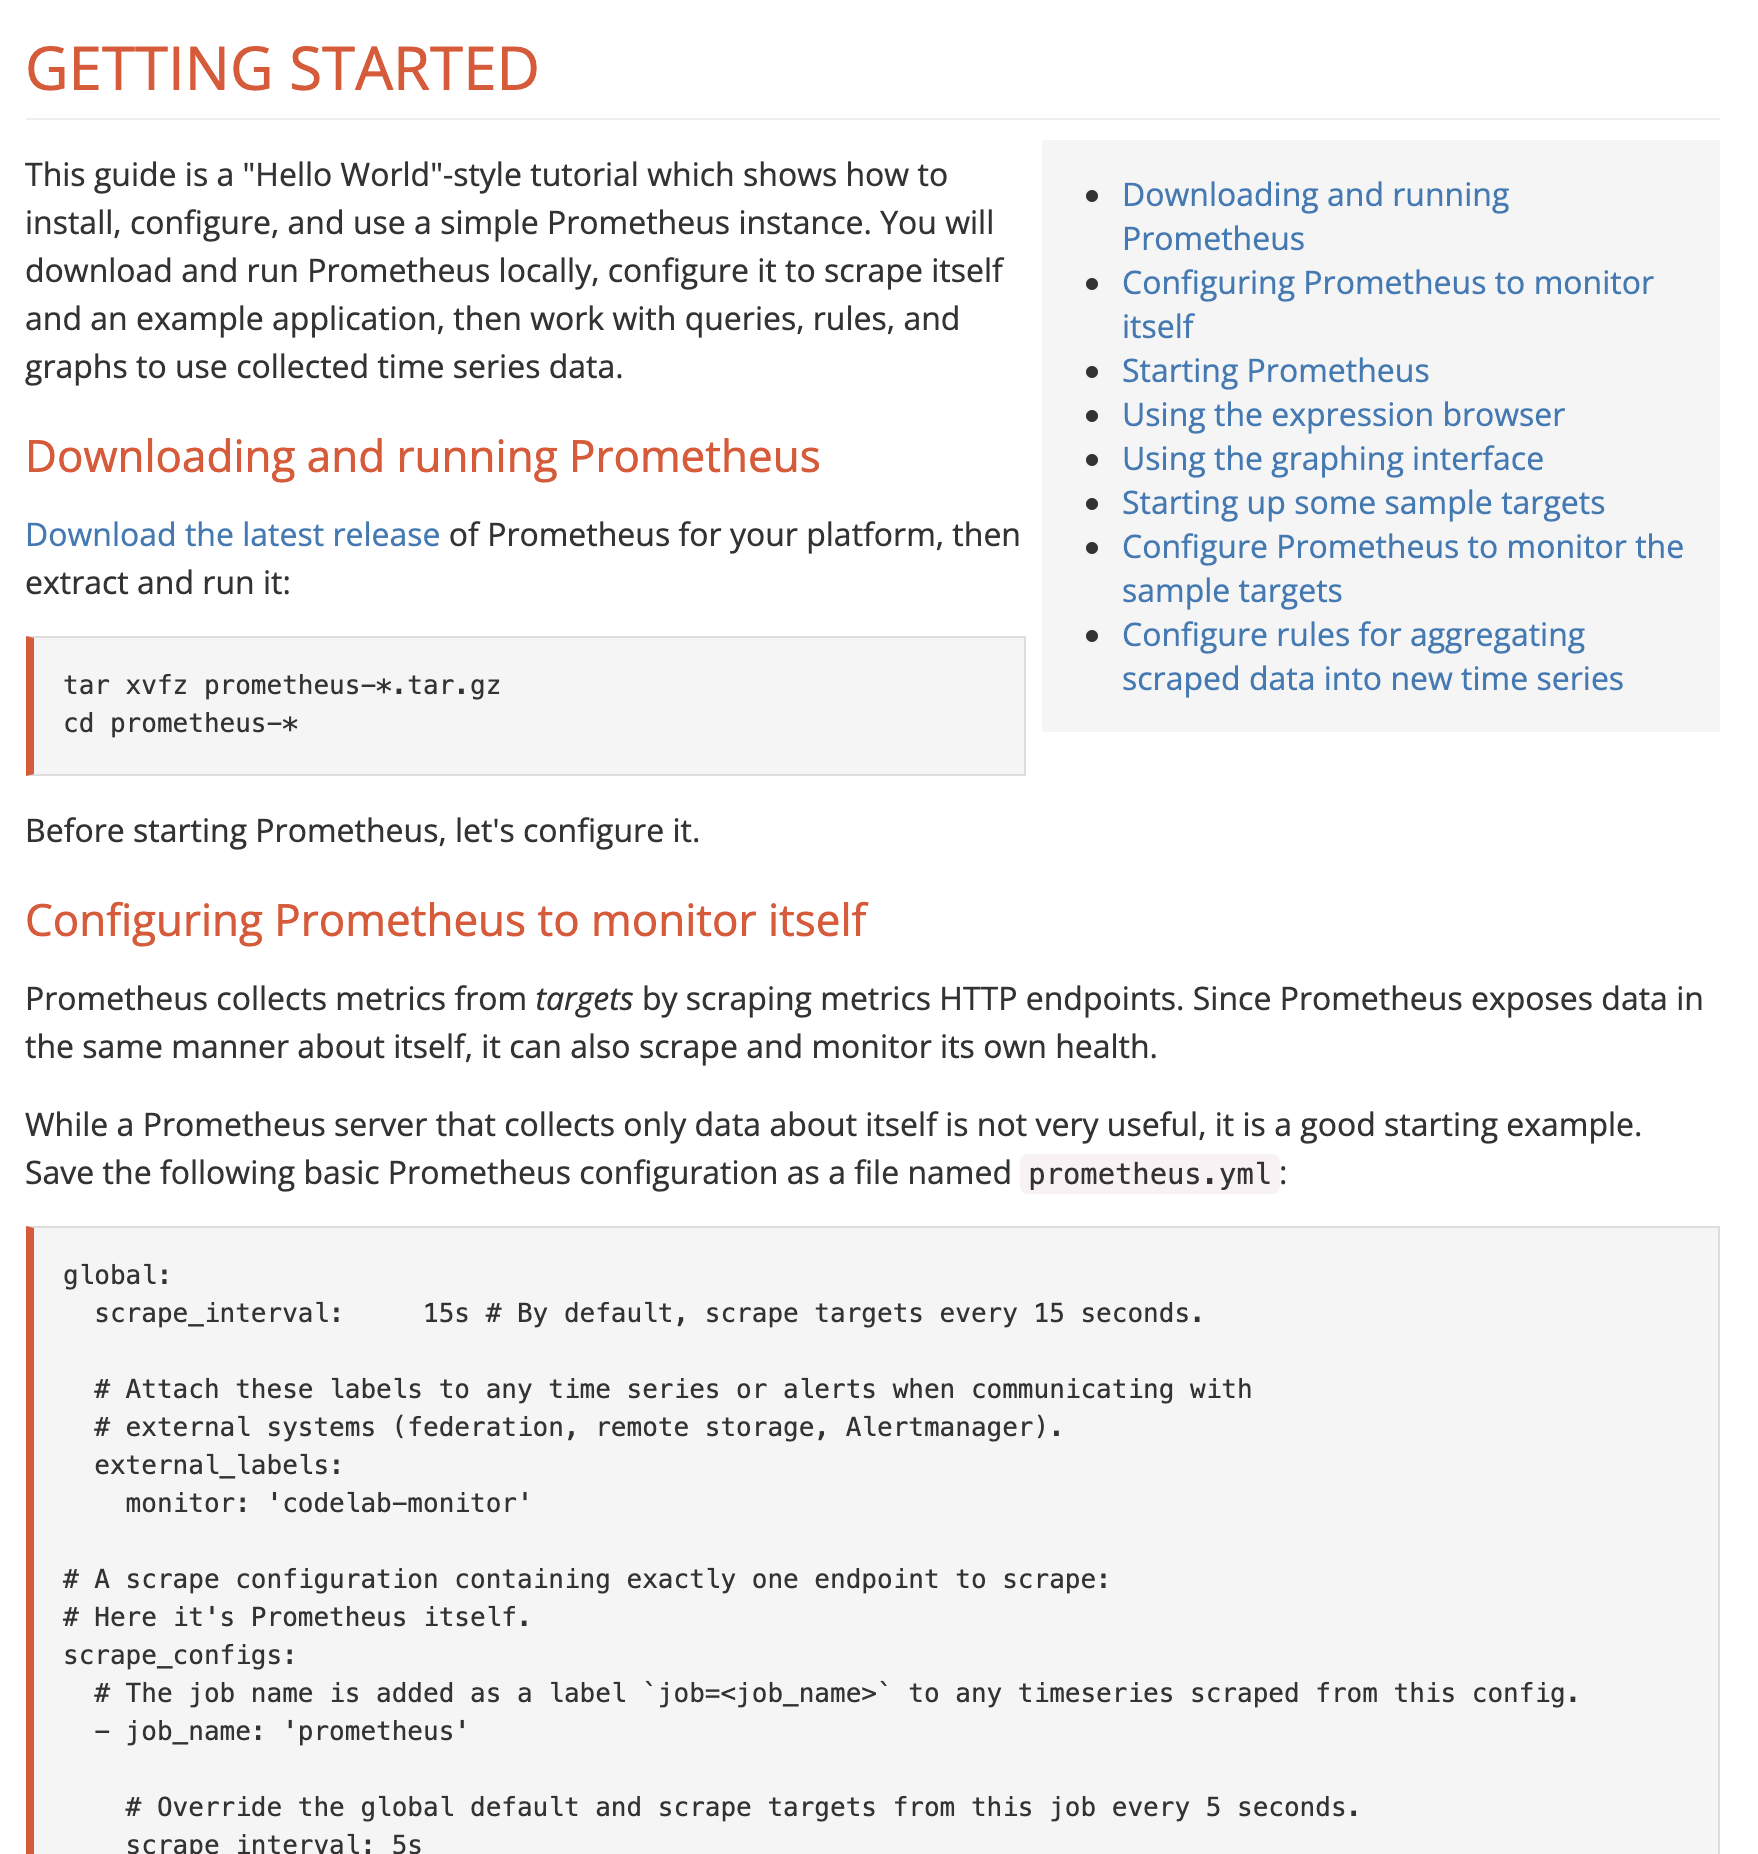 GETTING STARTED
This guide is a "Hello World"-style tutorial which shows how to
install, configure, and use a simple Prometheus instance. You will
download and run Prometheus locally, configure it to scrape itself
and an example application, then work with queries, rules, and
graphs to use collected time series data.
Downloading and running
Prometheus
Configuring Prometheus to monitor
itself
Starting Prometheus
Using the expression browser
Using the graphing interface
Starting up some sample targets
Configure Prometheus to monitor the
sample targets
Configure rules for aggregating
scraped data into new time series
Downloading and running Prometheus
Download the latest release of Prometheus for your platform, then
extract and run it:
tar xvfz prometheus-*.tar.gz
cd prometheus-*
Before starting Prometheus, let's configure it.
Configuring Prometheus to monitor itself
Prometheus collects metrics from targets by scraping metrics HTTP endpoints. Since Prometheus exposes data in
the same manner about itself, it can also scrape and monitor its own health.
While a Prometheus server that collects only data about itself is not very useful, it is a good starting example.
Save the following basic Prometheus configuration as a file named prometheus.yml:
global:
  scrape_interval:     15s # By default, scrape targets every 15 seconds.
  # Attach these labels to any time series or alerts when communicating with
  # external systems (federation, remote storage, Alertmanager).
  external_labels:
    monitor: 'codelab-monitor'
# A scrape configuration containing exactly one endpoint to scrape:
# Here it's Prometheus itself.
scrape_configs:
  # The job name is added as a label `job=<job_name>` to any timeseries scraped from this config.
  - job_name: 'prometheus'
    # Override the global default and scrape targets from this job every 5 seconds.
    scrape_interval: 5s